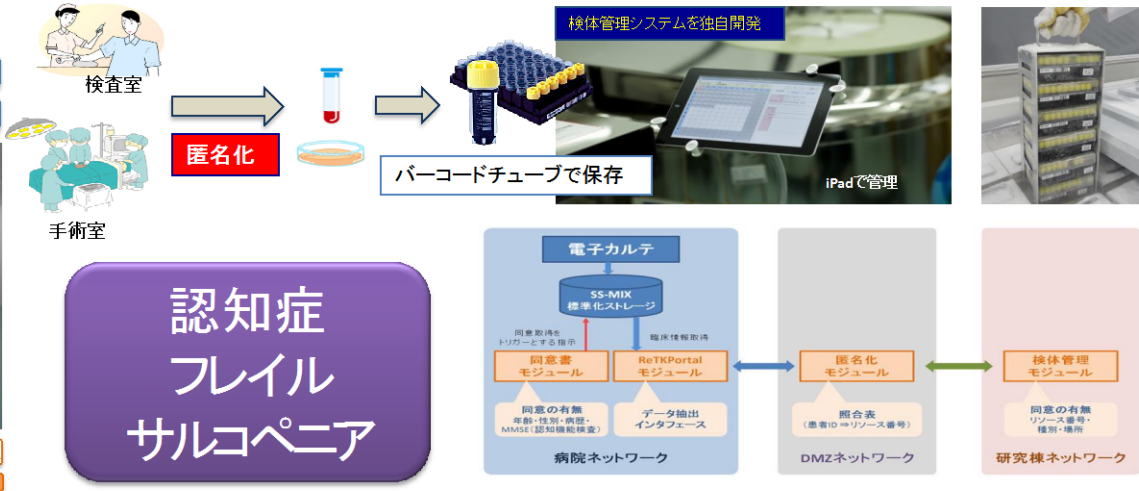 検査室
手術室
匿名化
バーコードチューブで保存
検体管理システムを独自開発
iPadで管理
認知症
フレイル
サルコペニア
電子カルテ
SS-MIX
標準化ストレージ
同意取得を
トリガーとする指示
臨床情報取得
同意書
モジュール
ReTKPortal
モジュール
同意の有無
年齢・性別・病歴・
MMSE(認知機能検査)
データ抽出
インタフェース
病院ネットワーク
匿名化
モジュール
照合表
(患者ID⇒リソース番号)
DMZネットワーク
検体管理
モジュール
同意の有無
リソース番号・
種別・場所
研究棟ネットワーク